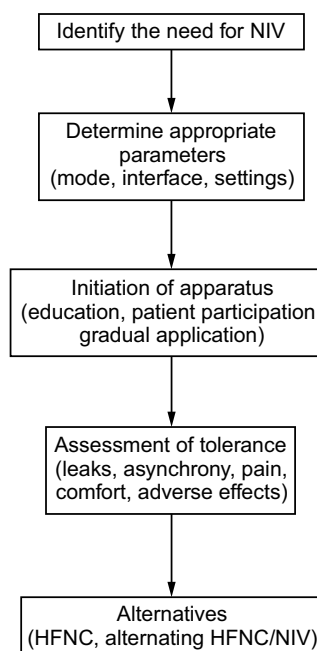 Identify the need for NIV
Determine appropriate
parameters
(mode, interface, settings)
Initiation of apparatus
(education, patient participation
gradual application)
Assessment of tolerance
(leaks, asynchrony, pain,
comfort, adverse effects)
Alternatives
(HFNC, alternating HFNC/NIV)